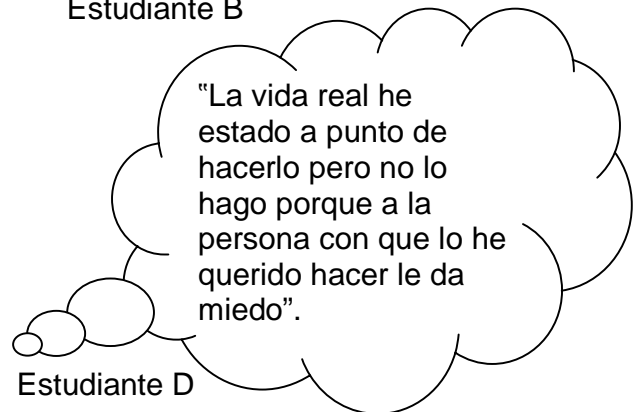 Estudiante B
“La vida real he
estado a punto de
hacerlo pero no lo
hago porque a la
persona con que lo he
querido hacer le da
miedo”.
Estudiante D